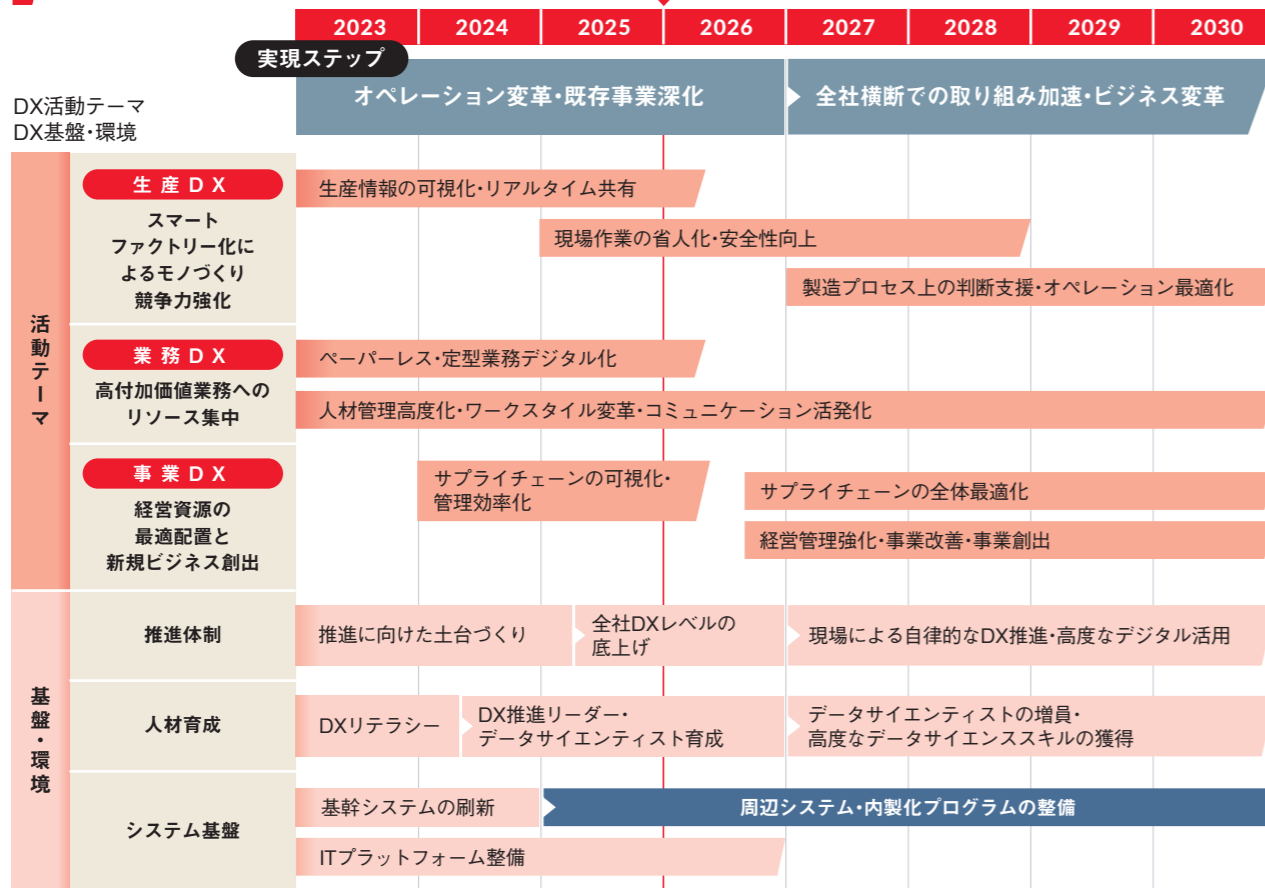 2023 2024 2025 2026 2027 2028 2029 2030
実現ステップ
DX活動テーマ
DX基盤・環境
オペレーション変革・既存事業深化
全社横断での取り組み加速・ビジネス変革
活動テーマ
生産DX
スマート
ファクトリー化に
よるモノづくり
競争力強化
生産情報の可視化・リアルタイム共有
現場作業の省人化・安全性向上
製造プロセス上の判断支援・オペレーション最適化
業務DX
高付加価値業務への
リソース集中
ペーパーレス・定型業務デジタル化
人材管理高度化・ワークスタイル変革・コミュニケーション活発化
事業DX
経営資源の
最適配置と
新規ビジネス創出
サプライチェーンの可視化・
管理効率化
サプライチェーンの全体最適化
経営管理強化・事業改善・事業創出
基盤・環境
推進体制
推進に向けた土台づくり
全社DXレベルの
底上げ
現場による自律的なDX推進・高度なデジタル活用
人材育成
DXリテラシー
DX推進リーダー・
データサイエンティスト育成
データサイエンティストの増員・
高度なデータサイエンススキルの獲得
システム基盤
基幹システムの刷新
周辺システム・内製化プログラムの整備
ITプラットフォーム整備